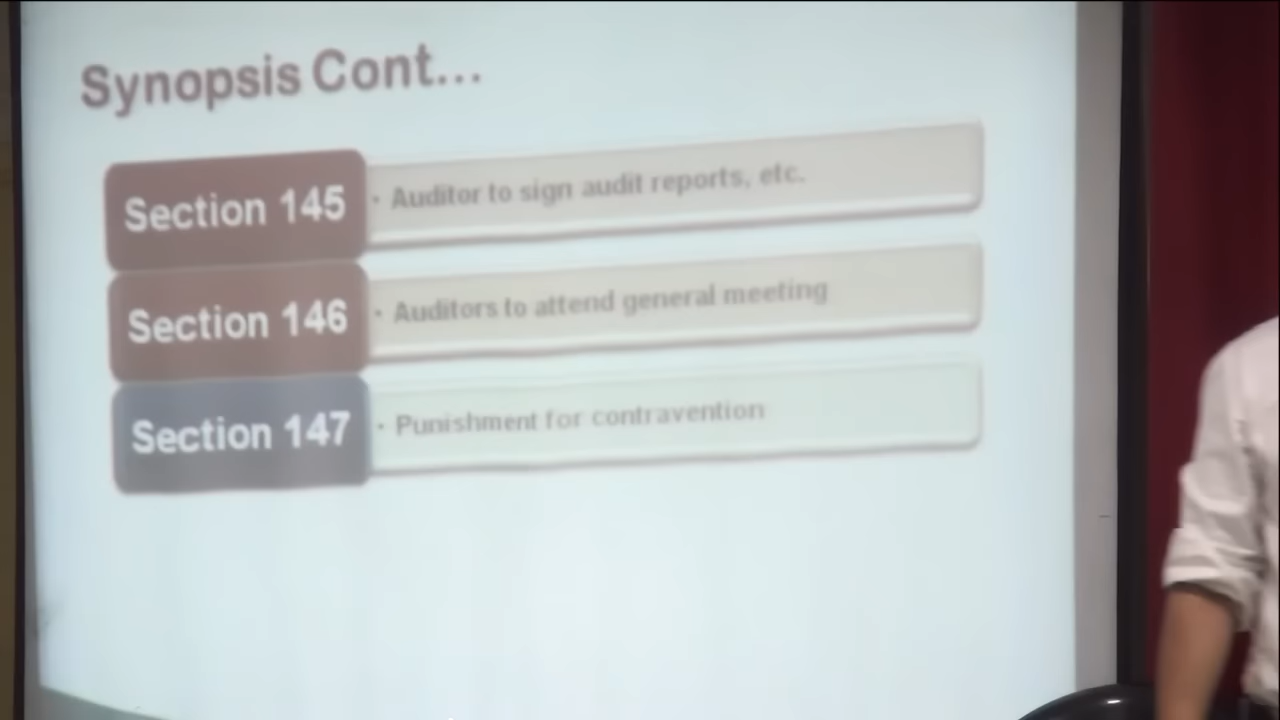 Synopsis Cont...
Section 145
· Auditor to sign audit reports, etc.
Section 146
· Auditors to attend general meeting
Section 147
· Punishment for contravention